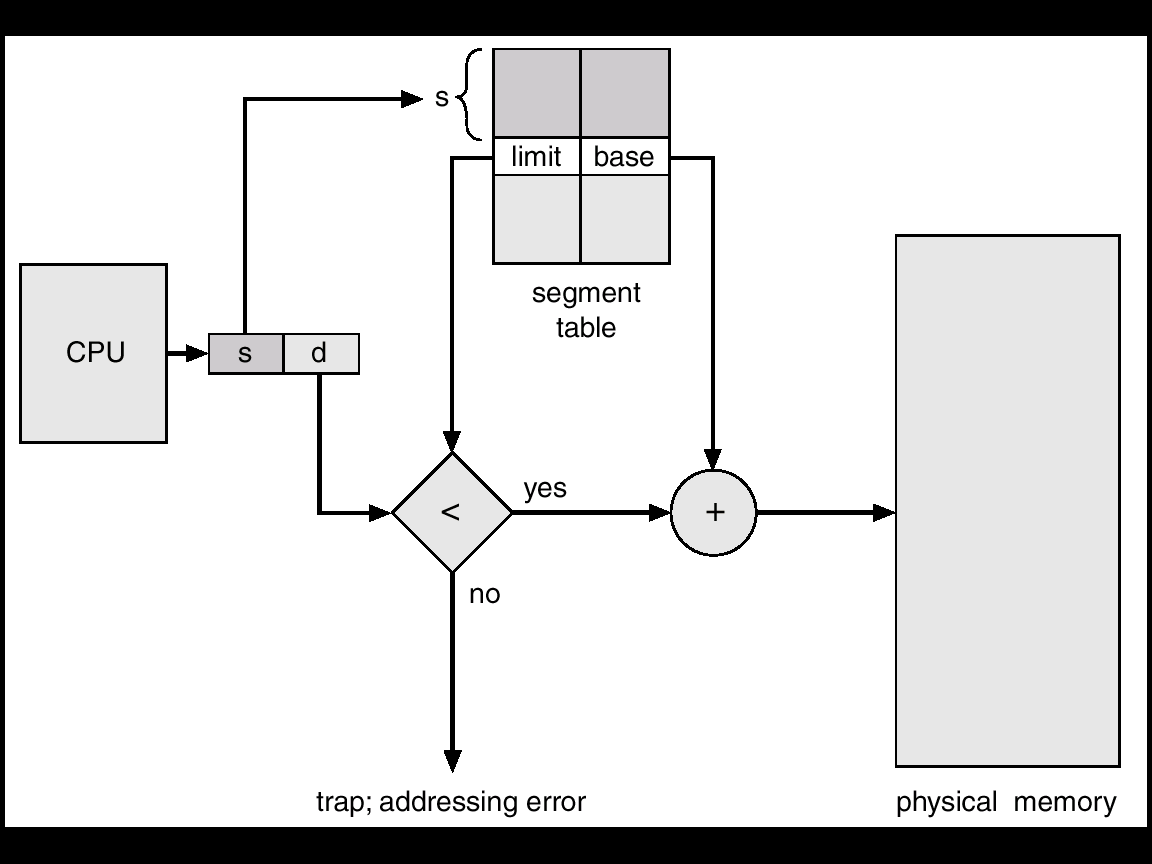 s
limit base
segment
table
CPU
s d
<
yes
+
no
trap; addressing error
physical memory